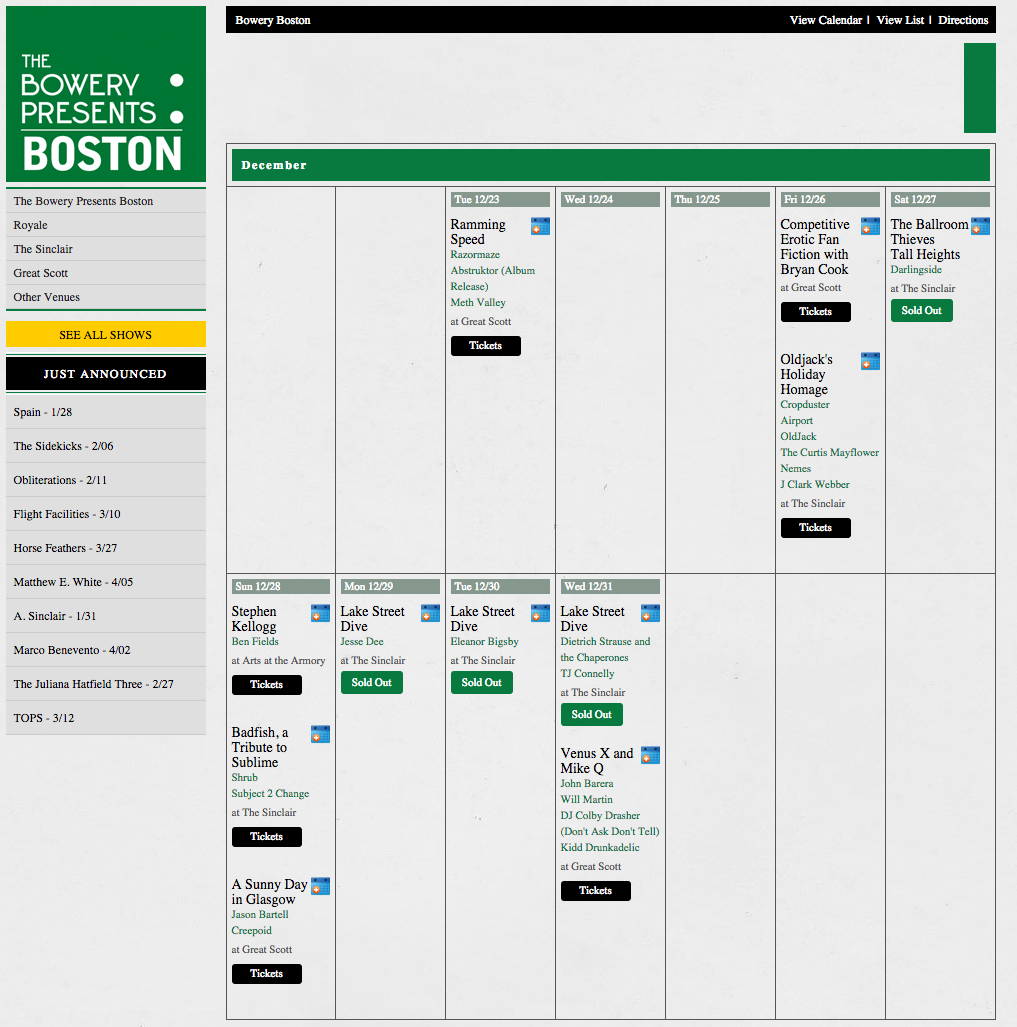 THE
BOWERY
PRESENTS
BOSTON
The Bowery Presents Boston
Royale
The Sinclair
Great Scott
Other Venues
SEE ALL SHOWS
JUST ANNOUNCED
Spain - 1/28
The Sidekicks - 2/06
Obliterations - 2/11
Flight Facilities - 3/10
Horse Feathers - 3/27
Matthew E. White - 4/05
A. Sinclair - 1/31
Marco Benevento - 4/02
The Juliana Hatfield Three - 2/27
TOPS - 3/12
Bowery Boston
View Calendar | View List | Directions
December
Tue 12/23
Ramming
Speed
Razormaze
Abstruktor (Album
Release)
Meth Valley
at Great Scott
Tickets
Wed 12/24
Thu 12/25
Fri 12/26
Competitive
Erotic Fan
Fiction with
Bryan Cook
at Great Scott
Tickets
Oldjack's
Holiday
Homage
Cropduster
Airport
OldJack
The Curtis Mayflower
Nemes
J Clark Webber
at The Sinclair
Tickets
Sat 12/27
The Ballroom
Thieves
Tall Heights
Darlingside
at The Sinclair
Sold Out
Sun 12/28
Stephen
Kellogg
Ben Fields
at Arts at the Armory
Tickets
Badfish, a
Tribute to
Sublime
Shrub
Subject 2 Change
at The Sinclair
Tickets
A Sunny Day
in Glasgow
Jason Bartell
Creepoid
at Great Scott
Tickets
Mon 12/29
Lake Street
Dive
Jesse Dee
at The Sinclair
Sold Out
Tue 12/30
Lake Street
Dive
Eleanor Bigsby
at The Sinclair
Sold Out
Wed 12/31
Lake Street
Dive
Dietrich Strause and
the Chaperones
TJ Connelly
at The Sinclair
Sold Out
Venus X and
Mike Q
John Barera
Will Martin
DJ Colby Drasher
(Don't Ask Don't Tell)
Kidd Drunkadelic
at Great Scott
Tickets